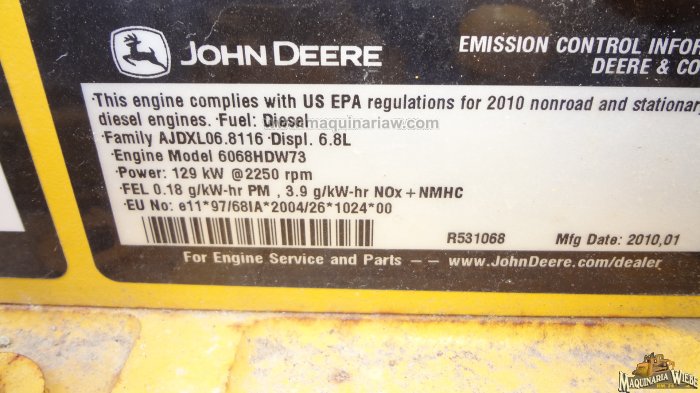 JOHN DEERE
EMISSION CONTROL INFOR
DEERE & CO
·This engine complies with US EPA regulations for 2010 nonroad and stationar
diesel engines. ·Fuel: Diesel
www.maquinariaw.com
·Family AJDXL06.8116 ·Displ. 6.8L
·Engine Model 6068HDW73
·Power: 129 kW @2250 rpm
·FEL 0.18 g/kW-hr PM , 3.9 g/kW-hr NOx+NMHC
·EU No: e11*97/68IA*2004/26*1024*00
R531068 Mfg Date: 2010,01
For Engine Service and Parts -- www.JohnDeere.com/dealer
MAQUINARIA WIEBE